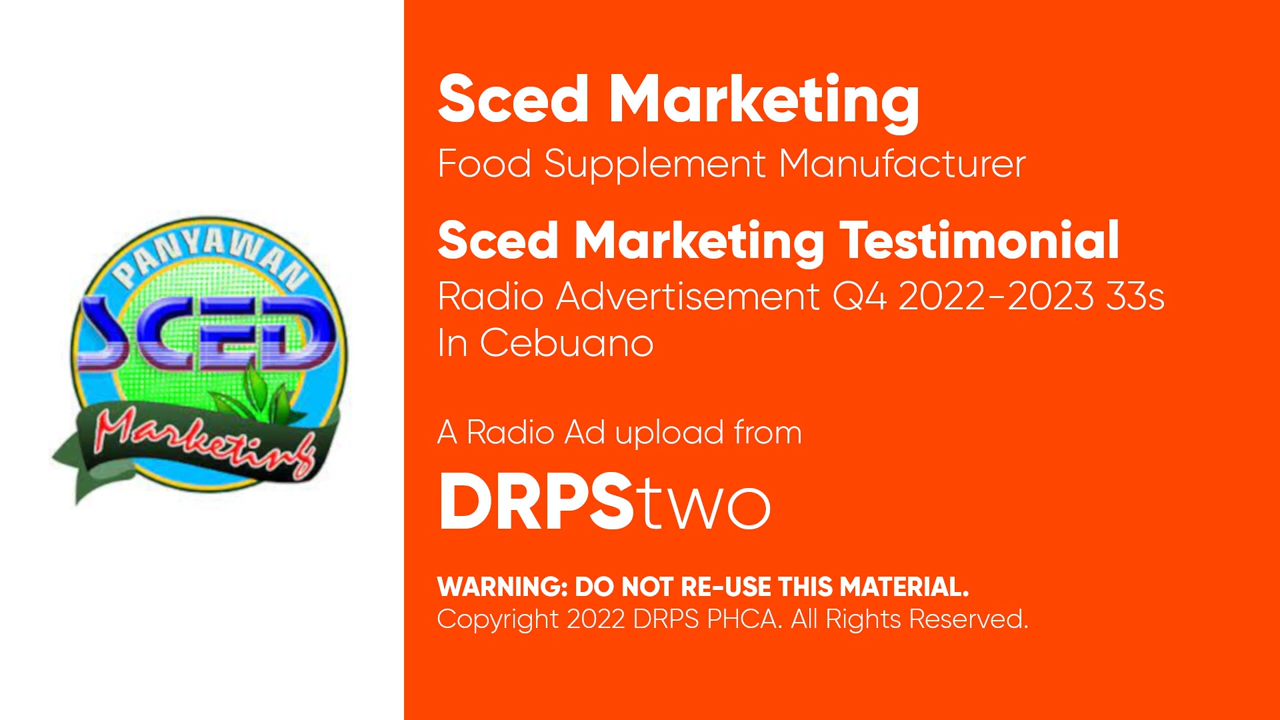 PANYAWAN
SCED
Marketing
Sced Marketing
Food Supplement Manufacturer
Sced Marketing Testimonial
Radio Advertisement Q4 2022-2023 33s
In Cebuano
A Radio Ad upload from
DRPStwo
WARNING: DO NOT RE-USE THIS MATERIAL.
Copyright 2022 DRPS PHCA. All Rights Reserved.